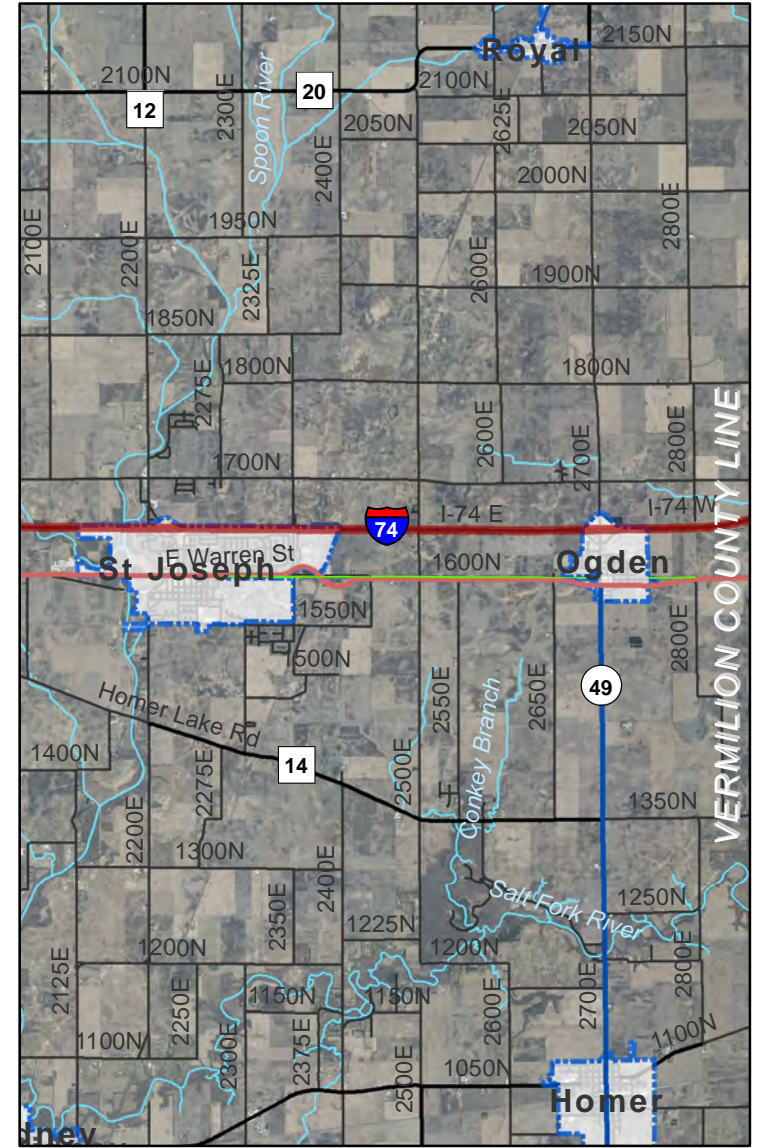 2150N
Royal
2100N
2100N
20
12
2300E
Spoon River
2625E
2050N
2050N
2400E
2000N
2800E
1950N
2100E
2200E
2325E
2600E
1900N
1850N
1800N
1800N
2275E
2600E
2700E
2800E
1700N
VERMILION COUNTY LINE
I-74 E
I-74 W
74
E Warren St
St Joseph
1600N
Ogden
1550N
2800E
500N
2550E
Conkey Branch
2650E
49
Homer Lake Rd
1400N
14
2275E
2500E
2200E
1350N
1300N
2400E
Salt Fork River
1250N
2350E
1225N
1200N
1200N
2125E
2250E
1150N
1150N
2600E
2700E
2800E
1100N
2300E
2375E
2500E
1050N
1100N
Homer
dney